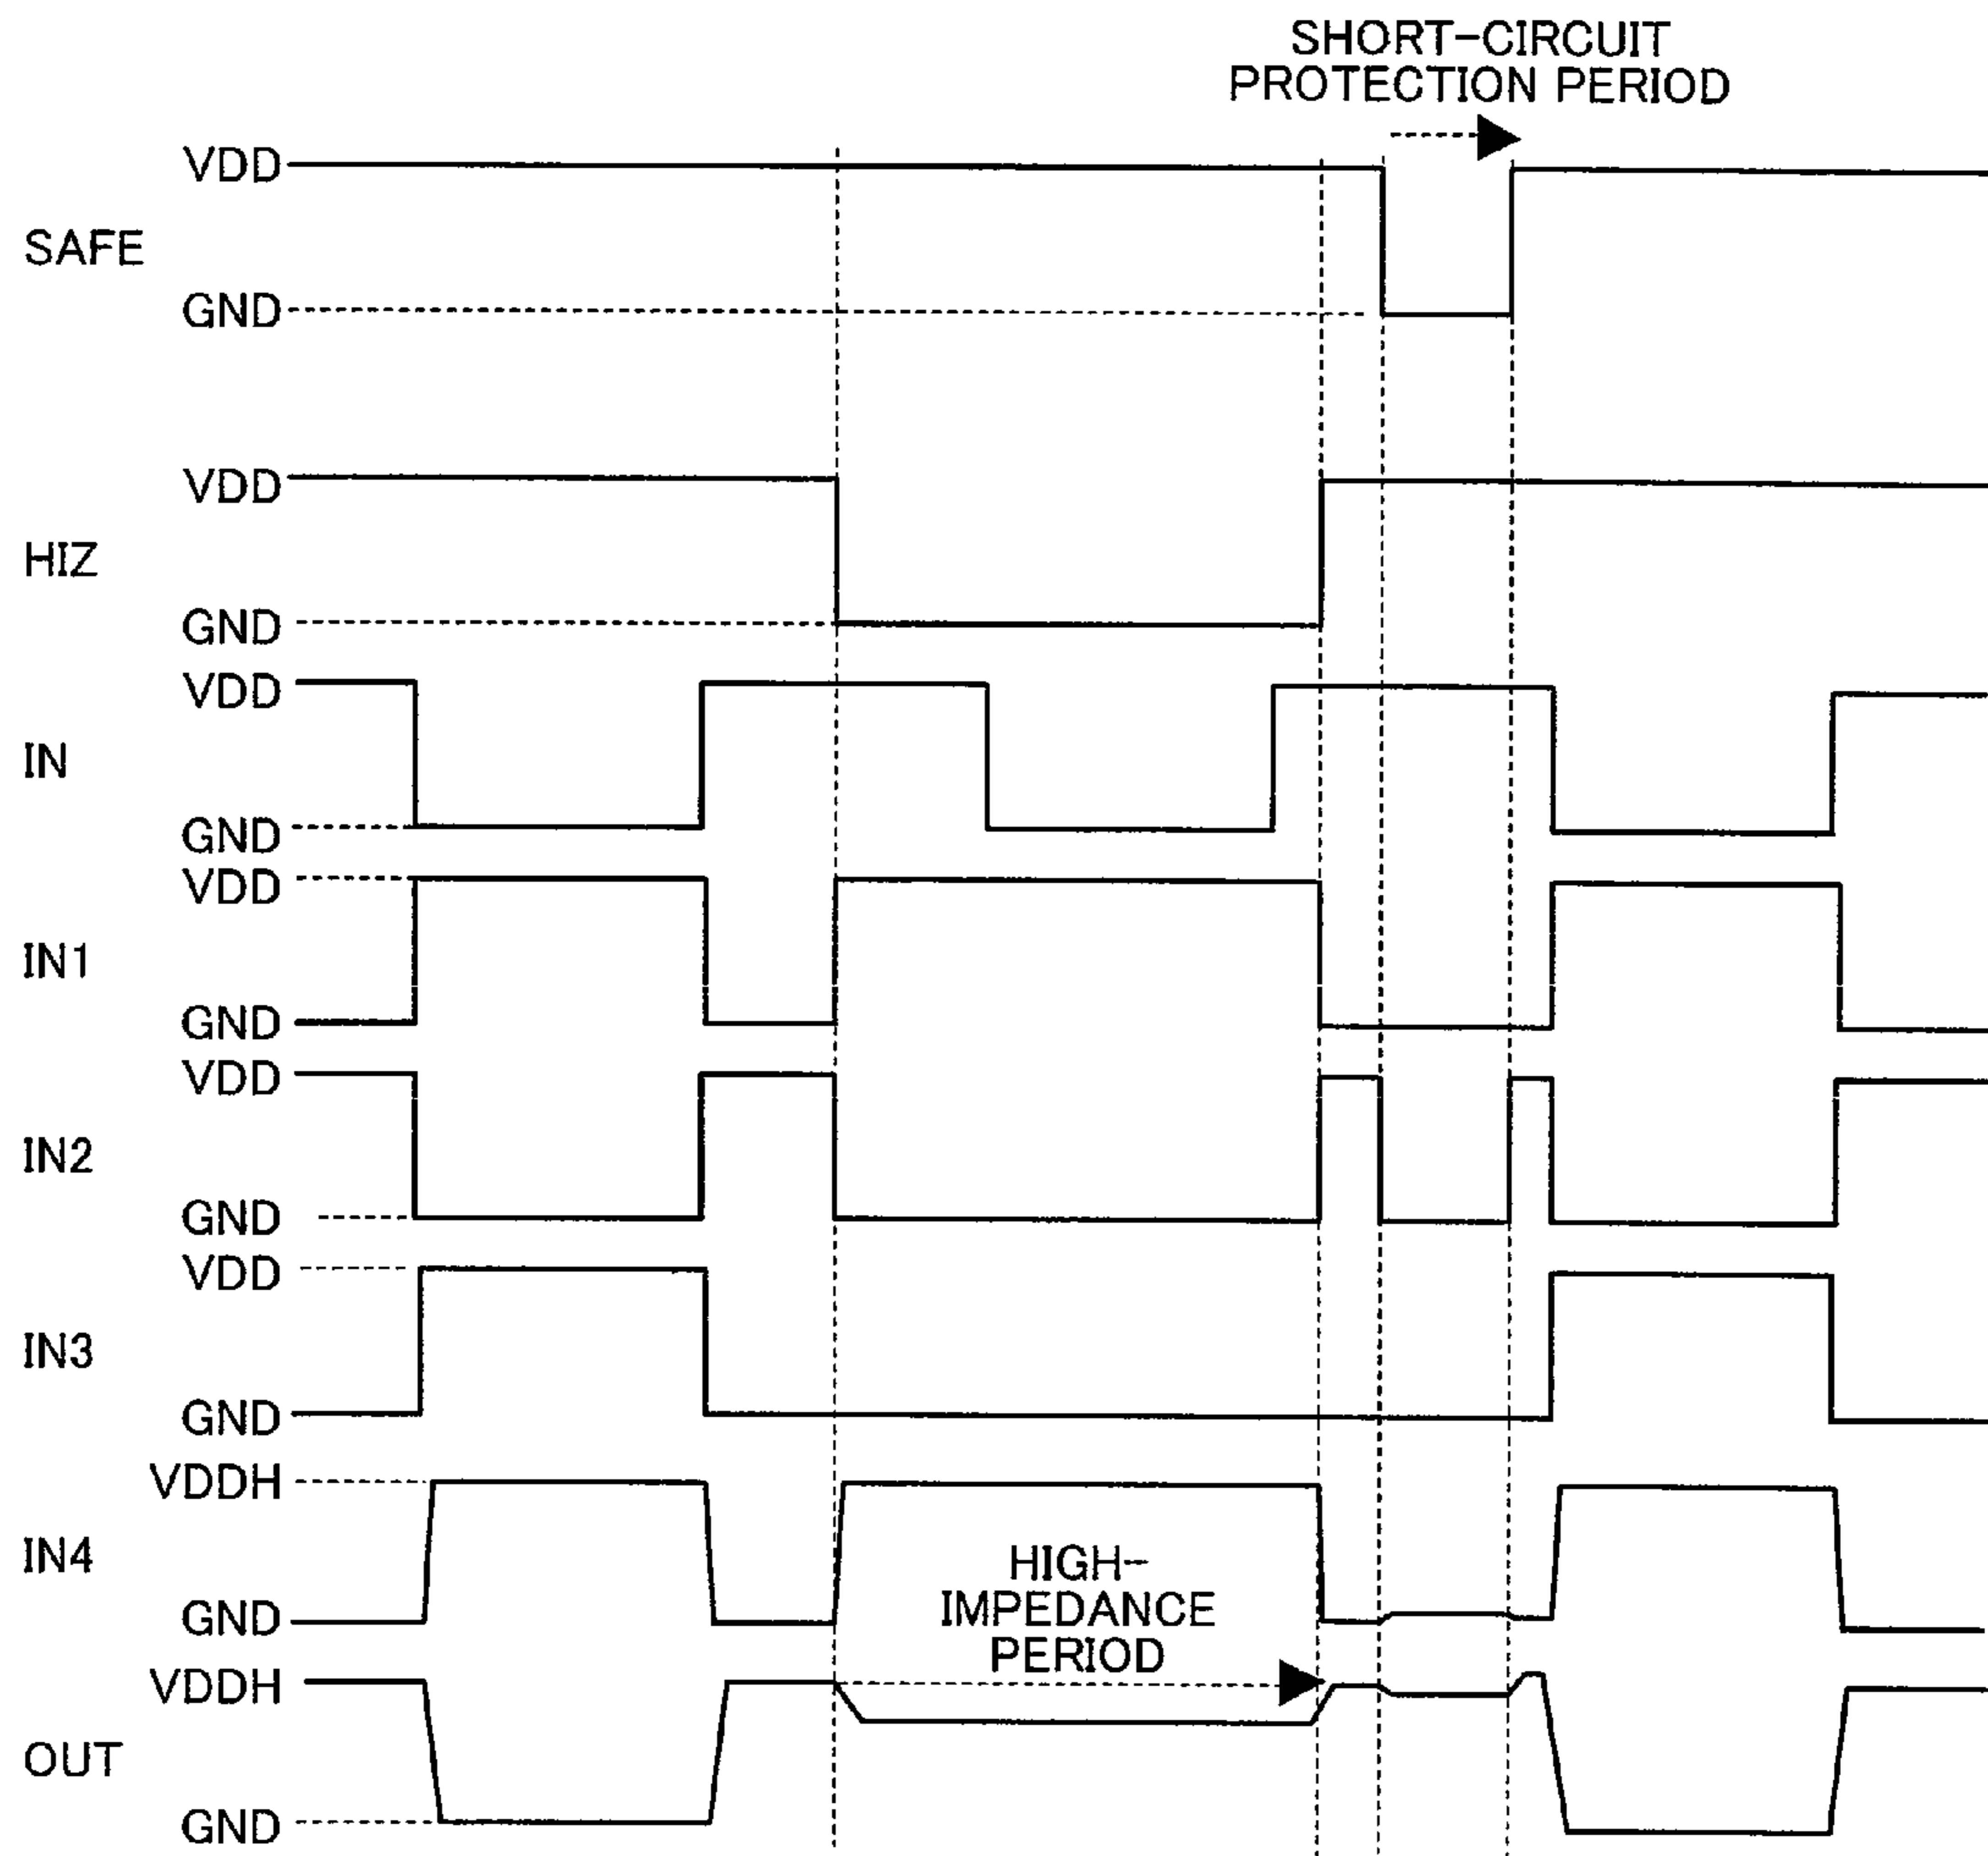 SHORT-CIRCUIT
PROTECTION PERIOD
VDD
SAFE
GND
VDD
HIZ
GND
VDD
IN
GND
VDD
IN1
GND
VDD
IN2
GND
VDD
IN3
GND
VDDH
IN4
GND
HIGH-
IMPEDANCE
PERIOD
VDDH
OUT
GND